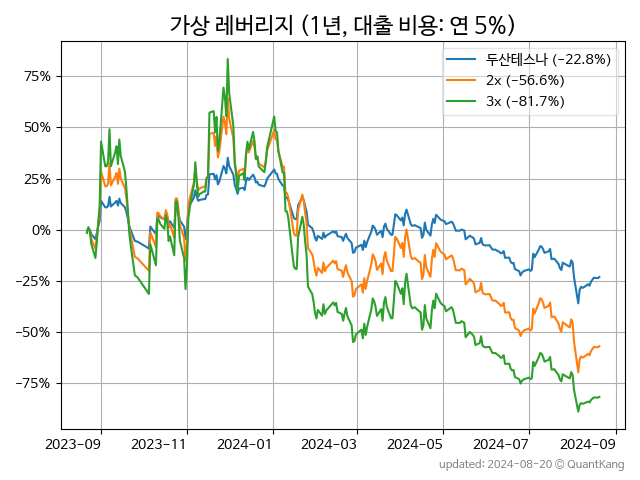 가상 레버리지 (1년, 대출 비용: 연 5%)
두산테스나 (-22.8%)
2x (-56.6%)
3x (-81.7%)
75%
50%
25%
0%
-25%
-50%
-75%
2023-09 2023-11 2024-01 2024-03 2024-05 2024-07 2024-09
updated: 2024-08-20 © QuantKang